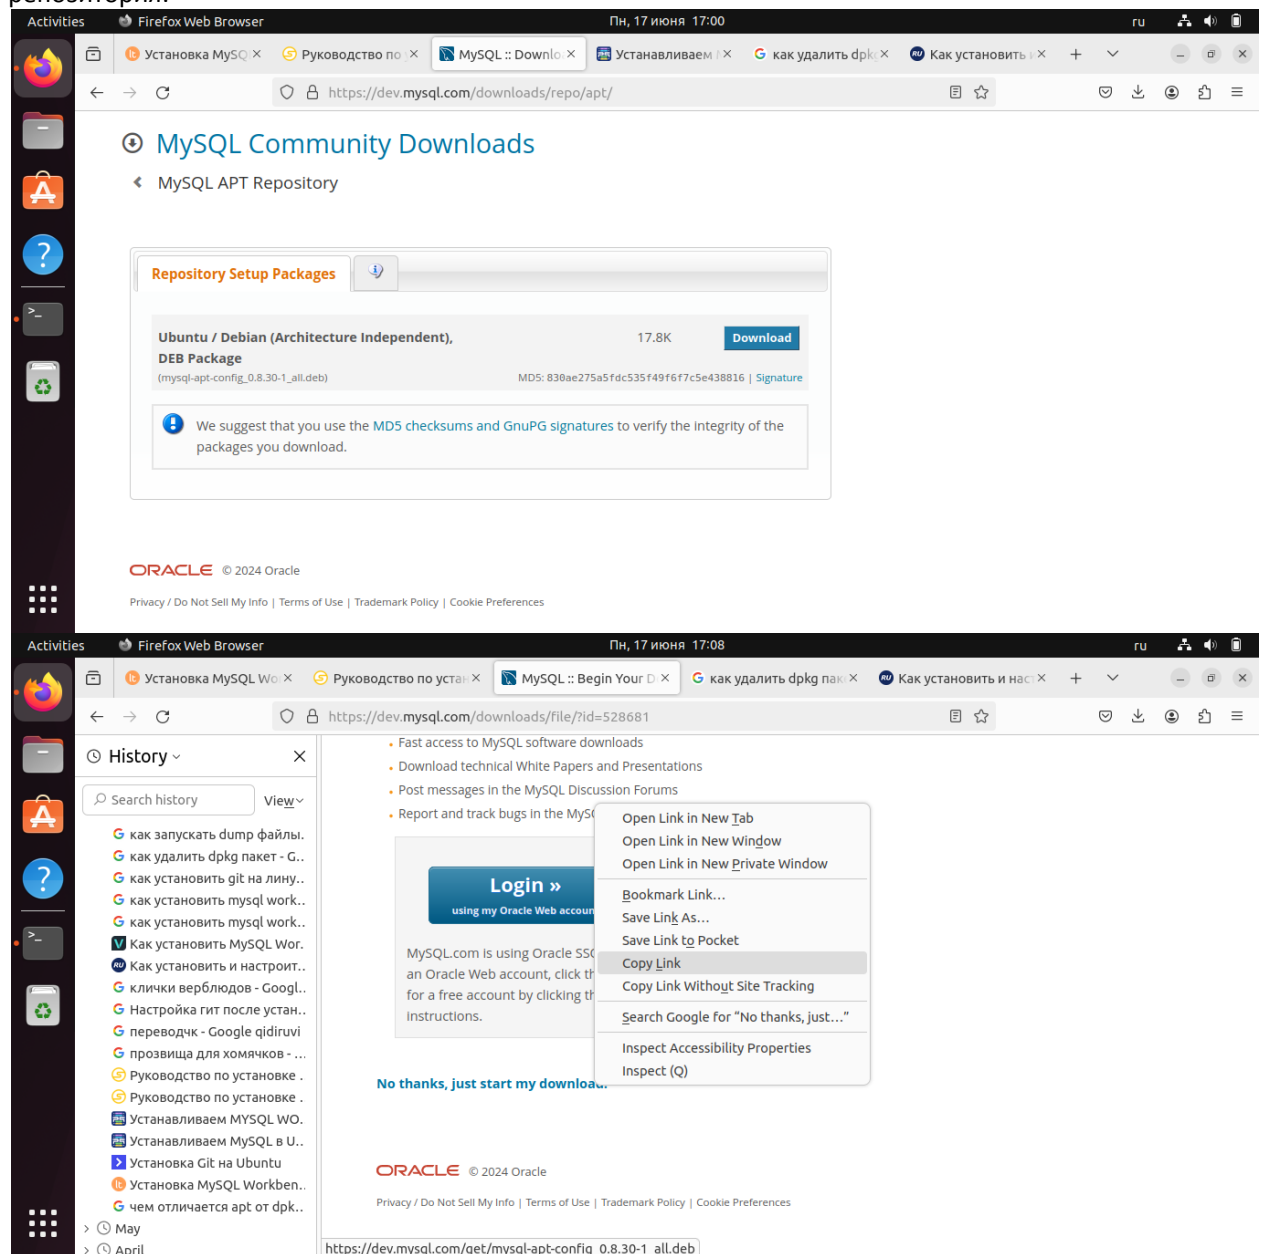 Activities Firefox Web Browser Пн, 17 июня 17:00 ru
Установка MySQ Руководство по у MySQL :: Downlo Устанавливаем как удалить dpkg Как установить и
https://dev.mysql.com/downloads/repo/apt/
MySQL Community Downloads
MySQL APT Repository
Repository Setup Packages
Ubuntu / Debian (Architecture Independent), 17.8K Download
DEB Package
(mysql-apt-config_0.8.30-1_all.deb) MD5: 830ae275a5fdc535f49f6f7c5e438816 | Signature
We suggest that you use the MD5 checksums and GnuPG signatures to verify the integrity of the
packages you download.
ORACLE © 2024 Oracle
Privacy / Do Not Sell My Info | Terms of Use | Trademark Policy | Cookie Preferences
Activities Firefox Web Browser Пн, 17 июня 17:08 ru
Установка MySQL Wo Руководство по устан MySQL :: Begin Your D как удалить dpkg пак Как установить и наст
https://dev.mysql.com/downloads/file/?id=528681
History
Search history View
как запускать dump файлы.
как удалить dpkg пакет - G..
как установить git на лину..
как установить mysql work..
как установить mysql work..
Как установить MySQL Wor.
Как установить и настроит..
клички верблюдов - Googl..
Настройка гит после устан..
переводчк - Google qidiruvi
прозвища для хомячков - ...
Руководство по установке .
Руководство по установке .
Устанавливаем MYSQL WO.
Устанавливаем MySQL в U..
Установка Git на Ubuntu
Установка MySQL Workben..
чем отличается apt от dpk..
May
April
Fast access to MySQL software downloads
Download technical White Papers and Presentations
Post messages in the MySQL Discussion Forums
Report and track bugs in the MyS
Login »
using my Oracle Web accoun
MySQL.com is using Oracle SSO
an Oracle Web account, click th
for a free account by clicking th
instructions.
No thanks, just start my download.
Open Link in New Tab
Open Link in New Window
Open Link in New Private Window
Bookmark Link...
Save Link As...
Save Link to Pocket
Copy Link
Copy Link Without Site Tracking
Search Google for “No thanks, just…”
Inspect Accessibility Properties
Inspect (Q)
ORACLE © 2024 Oracle
Privacy / Do Not Sell My Info | Terms of Use | Trademark Policy | Cookie Preferences
https://dev.mysql.com/get/mysql-apt-config_0.8.30-1_all.deb